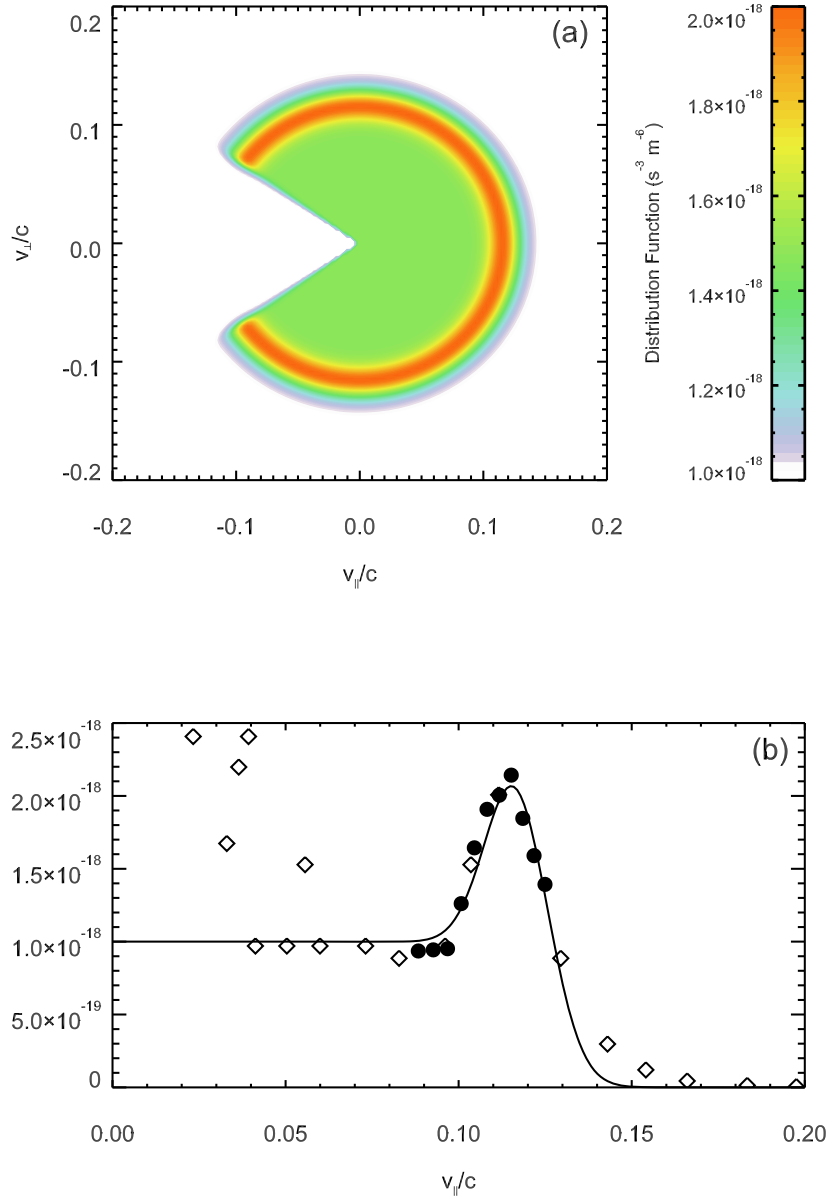 (a)
0.2
0.1
0.0
-0.1
-0.2
v⊥/c
-0.2 -0.1 0.0 0.1 0.2
v||/c
Distribution Function (s⁻³ m⁻⁶)
2.0×10⁻¹⁸
1.8×10⁻¹⁸
1.6×10⁻¹⁸
1.4×10⁻¹⁸
1.2×10⁻¹⁸
1.0×10⁻¹⁸
(b)
2.5×10⁻¹⁸
2.0×10⁻¹⁸
1.5×10⁻¹⁸
1.0×10⁻¹⁸
5.0×10⁻¹⁹
0
0.00 0.05 0.10 0.15 0.20
v||/c